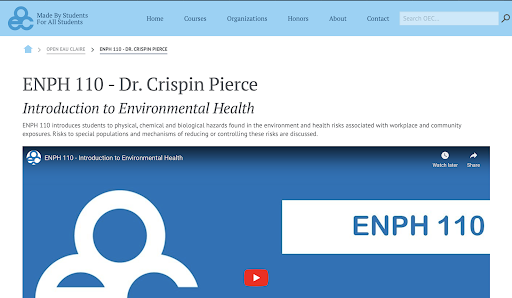 Made By Students
For All Students
Home Courses Organizations Honors About Contact Search OEC...
OPEN EAU CLAIRE ENPH 110 - DR. CRISPIN PIERCE
ENPH 110 - Dr. Crispin Pierce
Introduction to Environmental Health
ENPH 110 introduces students to physical, chemical and biological hazards found in the environment and health risks associated with workplace and community
exposures. Risks to special populations and mechanisms of reducing or controlling these risks are discussed.
ENPH 110 - Introduction to Environmental Health
Watch later Share
ENPH 110